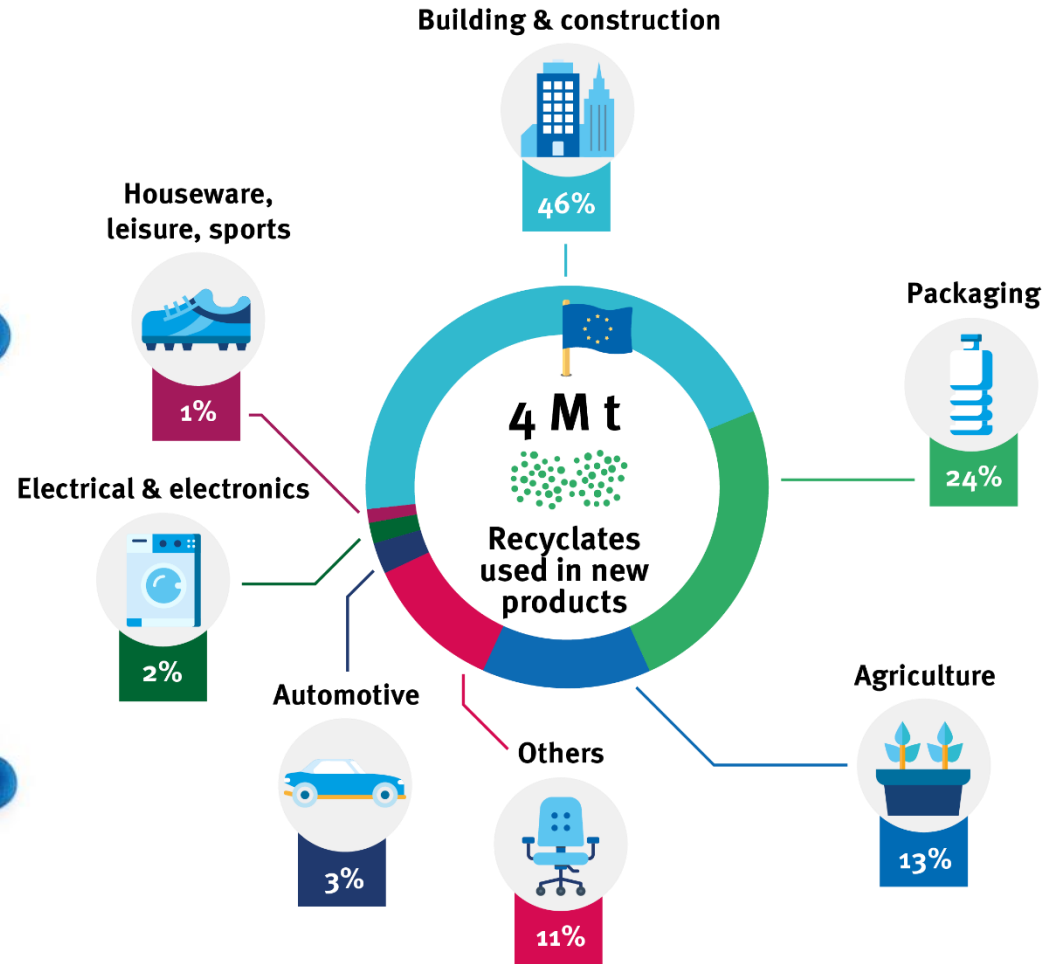 Building & construction
46%
Houseware,
leisure, sports
1%
Packaging
24%
4 M t
Recyclates
used in new
products
Electrical & electronics
2%
Automotive
3%
Others
11%
Agriculture
13%